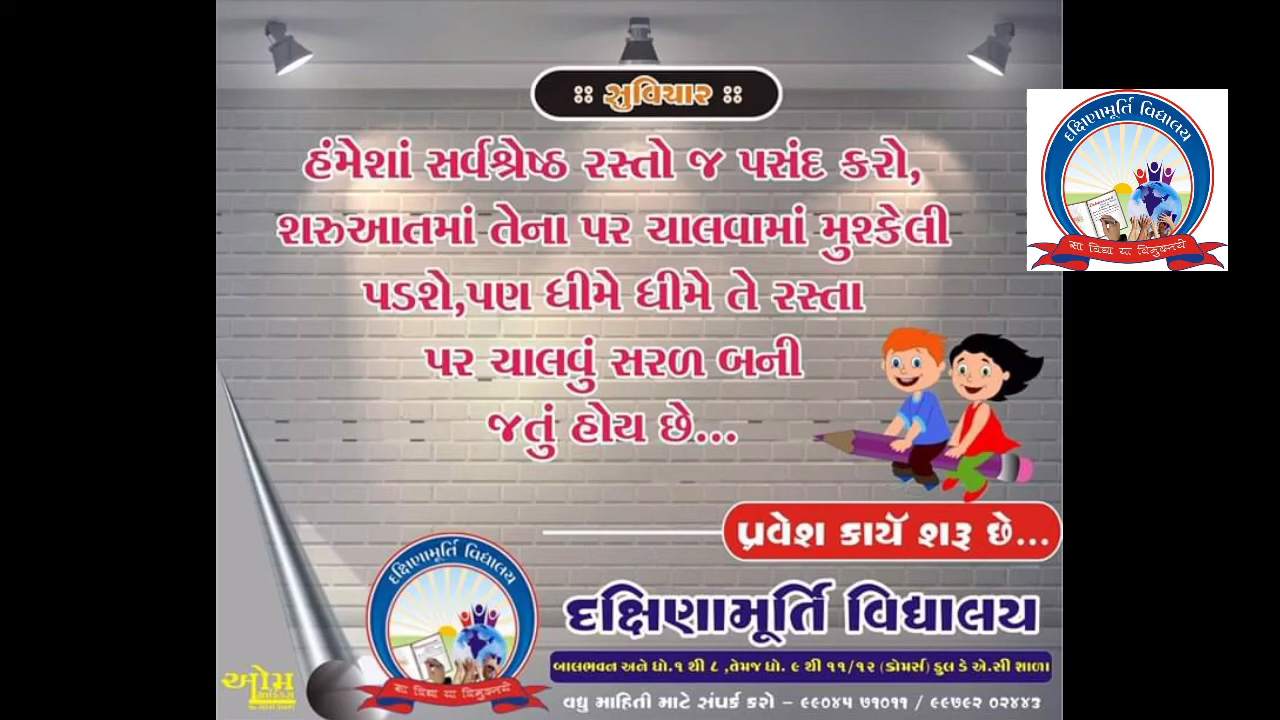 :: સુવિચાર ::
હંમેશાં સર્વશ્રેષ્ઠ રસ્તો જ પસંદ કરો,
શરુઆતમાં તેના પર ચાલવામાં મુશ્કેલી
પડશે,પણ ધીમે ધીમે તે રસ્તા
પર ચાલવું સરળ બની
જતું હોય છે...
પ્રવેશ કાર્ય શરૂ છે...
દક્ષિણામૂર્તિ વિદ્યાલય
બાલભવન અને ધો.૧ થી ૮ ,તેમજ ધો. ૯ થી ૧૧/૧૨ (કોમર્સ) ફુલ ડે એ.સી શાળા
વધુ માહિતી માટે સંપર્ક કરો - ૯૯૦૪૫ ૭૧૦૧૧ / ૯૯૭૯૨ ૦૨૪૪૩
દક્ષિણામૂર્તિ વિદ્યાલય
સા વિદ્યા યા વિમુક્તયે
ઓમ
દક્ષિણામૂર્તિ વિદ્યાલય
સા વિદ્યા યા વિમુક્તયે